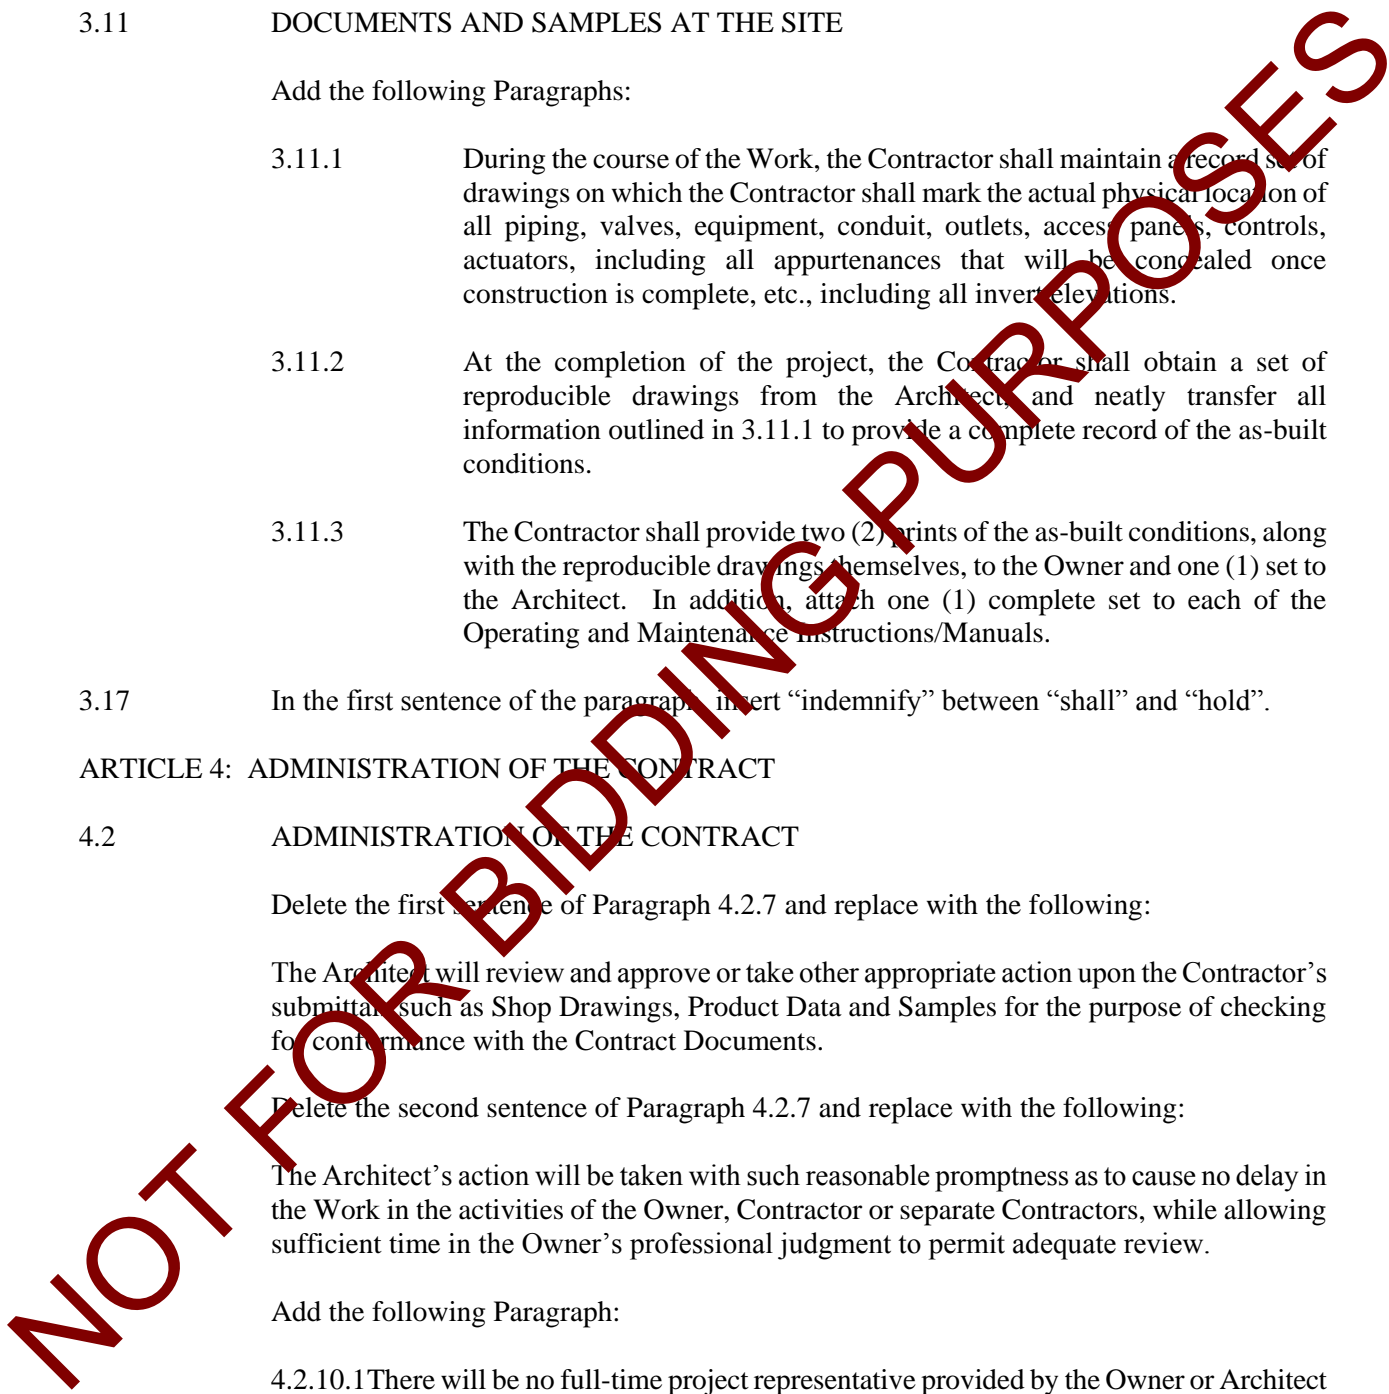 3.11 DOCUMENTS AND SAMPLES AT THE SITE
Add the following Paragraphs:
3.11.1 During the course of the Work, the Contractor shall maintain a record set of
drawings on which the Contractor shall mark the actual physical location of
all piping, valves, equipment, conduit, outlets, access panels, controls,
actuators, including all appurtenances that will be concealed once
construction is complete, etc., including all invert elevations.
3.11.2 At the completion of the project, the Contractor shall obtain a set of
reproducible drawings from the Architect, and neatly transfer all
information outlined in 3.11.1 to provide a complete record of the as-built
conditions.
3.11.3 The Contractor shall provide two (2) prints of the as-built conditions, along
with the reproducible drawings themselves, to the Owner and one (1) set to
the Architect. In addition, attach one (1) complete set to each of the
Operating and Maintenance Instructions/Manuals.
3.17 In the first sentence of the paragraph, insert “indemnify” between “shall” and “hold”.
ARTICLE 4: ADMINISTRATION OF THE CONTRACT
4.2 ADMINISTRATION OF THE CONTRACT
Delete the first sentence of Paragraph 4.2.7 and replace with the following:
The Architect will review and approve or take other appropriate action upon the Contractor’s
submittals such as Shop Drawings, Product Data and Samples for the purpose of checking
for conformance with the Contract Documents.
Delete the second sentence of Paragraph 4.2.7 and replace with the following:
The Architect’s action will be taken with such reasonable promptness as to cause no delay in
the Work in the activities of the Owner, Contractor or separate Contractors, while allowing
sufficient time in the Owner’s professional judgment to permit adequate review.
Add the following Paragraph:
4.2.10.1There will be no full-time project representative provided by the Owner or Architect
NOT FOR BIDDING PURPOSES